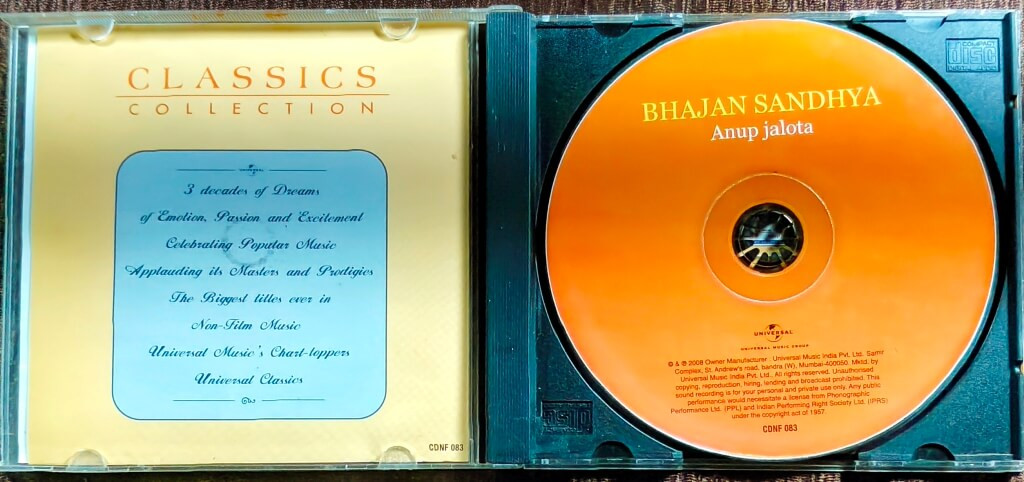 CLASSICS
COLLECTION
UNIVERSAL
3 decades of Dreams
of Emotion, Passion and Excitement
Celebrating Popular Music
Applauding its Masters and Prodigies
The Biggest titles ever in
Non-Film Music
Universal Music's Chart-toppers
Universal Classics
CDNF 083
COMPACT
disc
DIGITAL AUDIO
BHAJAN SANDHYA
Anup jalota
UNIVERSAL
UNIVERSAL MUSIC GROUP
© & ℗ 2008 Owner Manufacturer : Universal Music India Pvt. Ltd. Samir
Complex, St. Andrew's road, bandra (W), Mumbai-400050. Mktd. by
Universal Music India Pvt. Ltd.. All rights reserved. Unauthorised
copying, reproduction, hiring, lending and broadcast prohibited. This
sound recording is for your personal and private use only. Any public
performance would necessitate a license from Phonographic
Performance Ltd. (PPL) and Indian Performing Right Society Ltd. (IPRS)
under the copyright act of 1957.
CDNF 083
disc